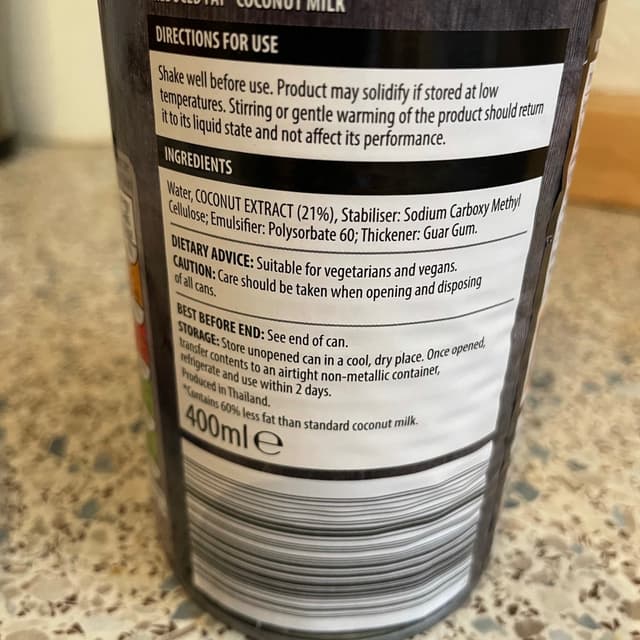 FAT COCONUT MILK
DIRECTIONS FOR USE
Shake well before use. Product may solidify if stored at low
temperatures. Stirring or gentle warming of the product should return
it to its liquid state and not affect its performance.
INGREDIENTS
Water, COCONUT EXTRACT (21%), Stabiliser: Sodium Carboxy Methyl
Cellulose; Emulsifier: Polysorbate 60; Thickener: Guar Gum.
DIETARY ADVICE: Suitable for vegetarians and vegans.
CAUTION: Care should be taken when opening and disposing
of all cans.
BEST BEFORE END: See end of can.
STORAGE: Store unopened can in a cool, dry place. Once opened,
transfer contents to an airtight non-metallic container,
refrigerate and use within 2 days.
Produced in Thailand.
*Contains 60% less fat than standard coconut milk.
400ml ℮